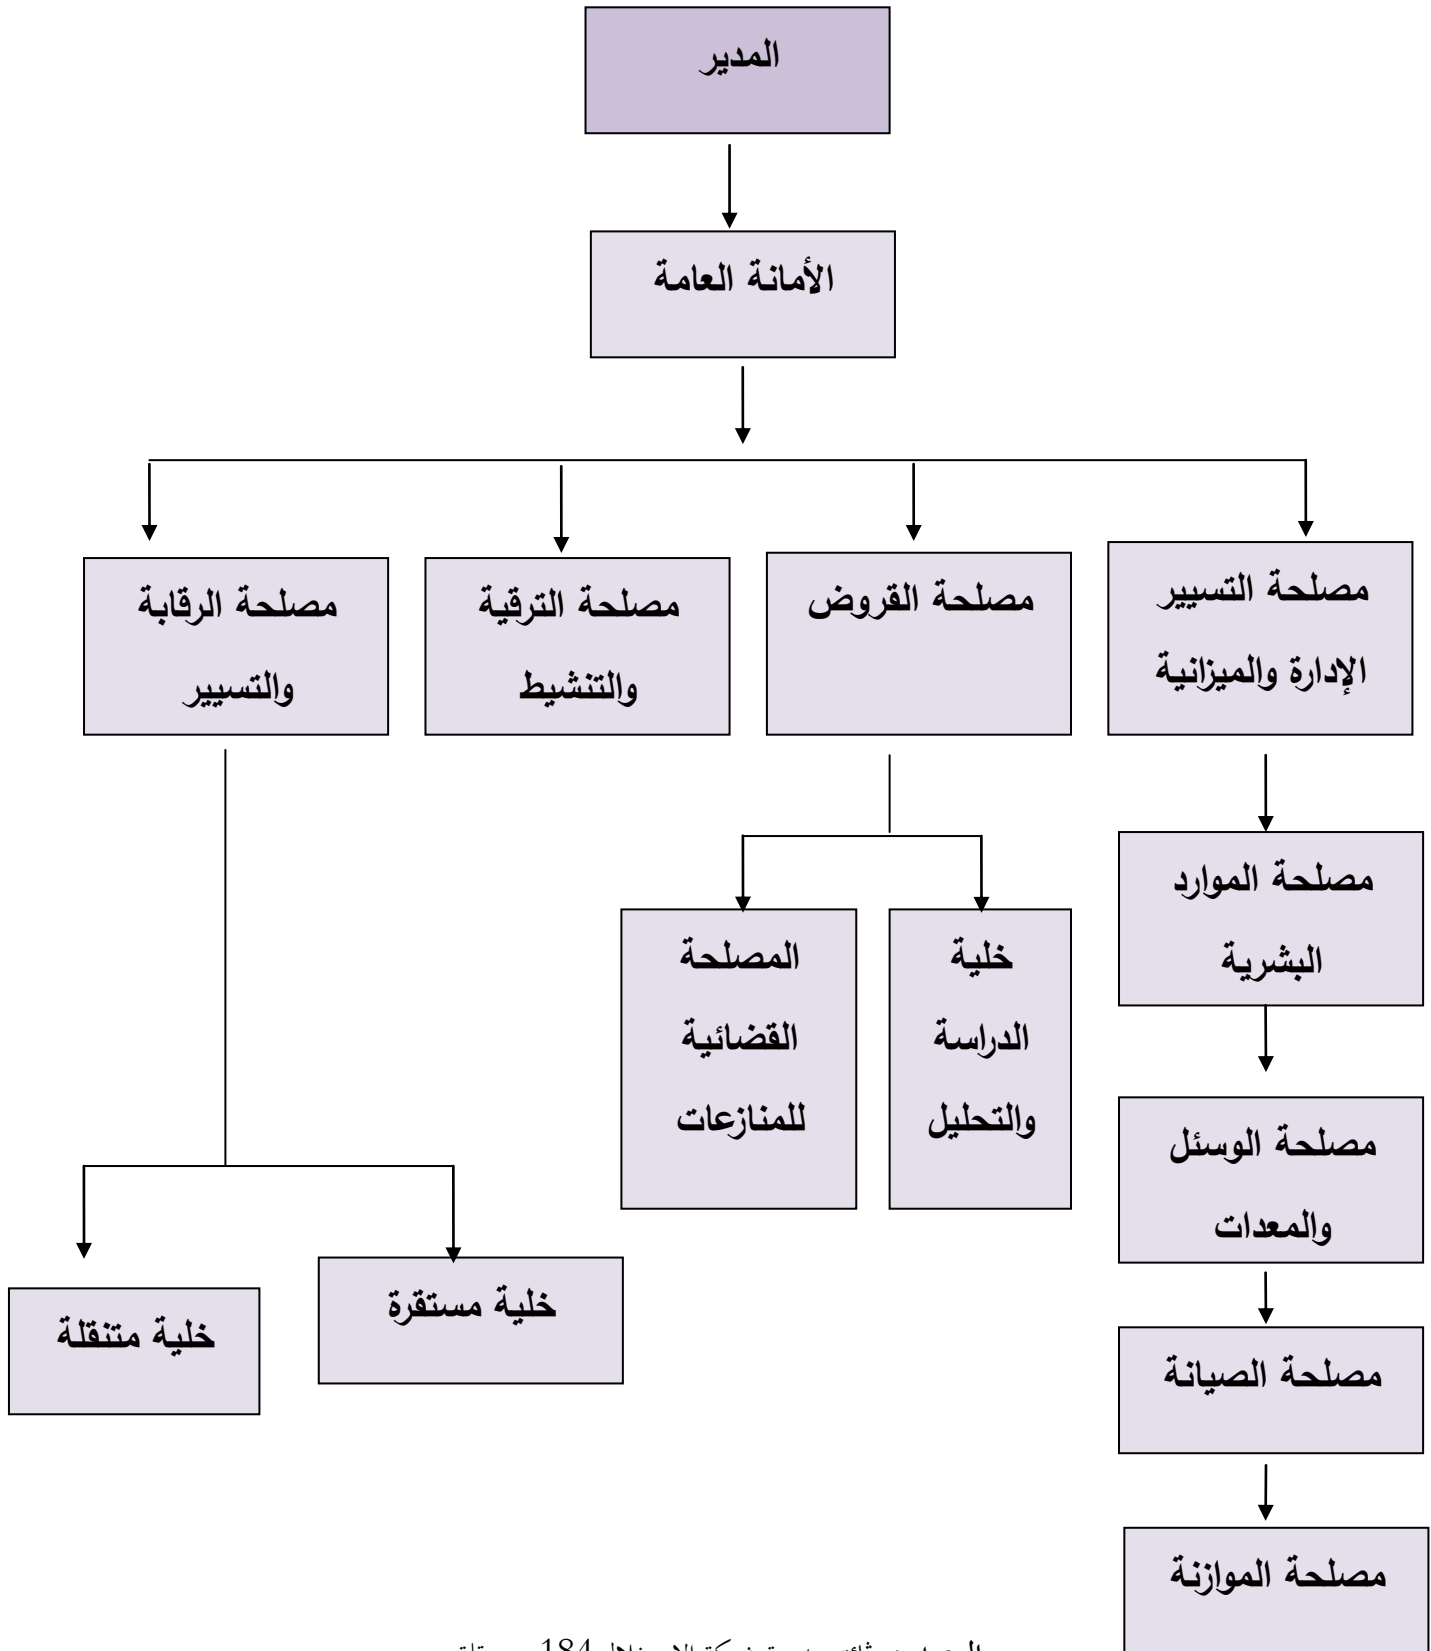 المدير
الأمانة العامة
مصلحة التسيير
الإدارة والميزانية
مصلحة القروض
مصلحة الترقية
والتنشيط
مصلحة الرقابة
والتسيير
مصلحة الموارد
البشرية
خلية
الدراسة
والتحليل
المصلحة
القضائية
للمنازعات
مصلحة الوسئل
والمعدات
خلية مستقرة
خلية متنقلة
مصلحة الصيانة
مصلحة الموازنة
184